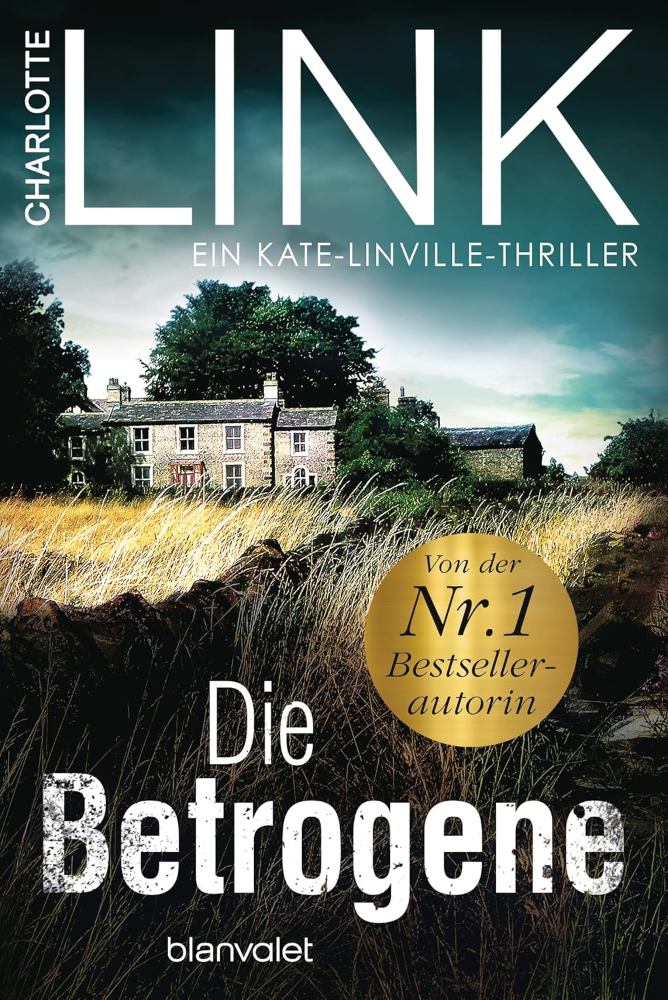 CHARLOTTE
LINK
EIN KATE-LINVILLE-THRILLER
Von der
Nr.1
Bestseller-
autorin
Die
Betrogene
blanvalet